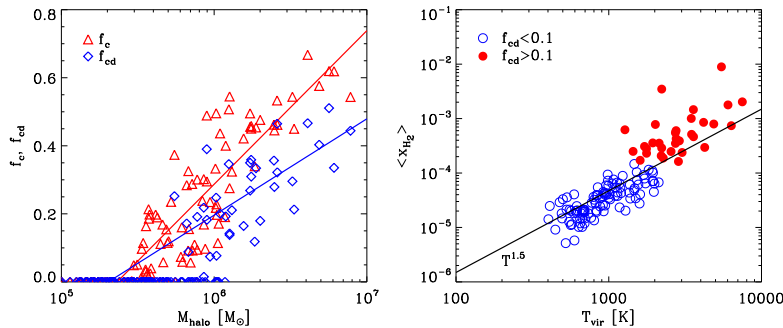 0.8
0.6
0.4
0.2
0.0
f_c, f_cd
f_c
f_cd
10^5
10^6
10^7
M_halo [M_⊙]
10^-1
10^-2
10^-3
10^-4
10^-5
10^-6
<x_H_2>
f_cd<0.1
f_cd>0.1
T^1.5
100
1000
10000
T_vir [K]